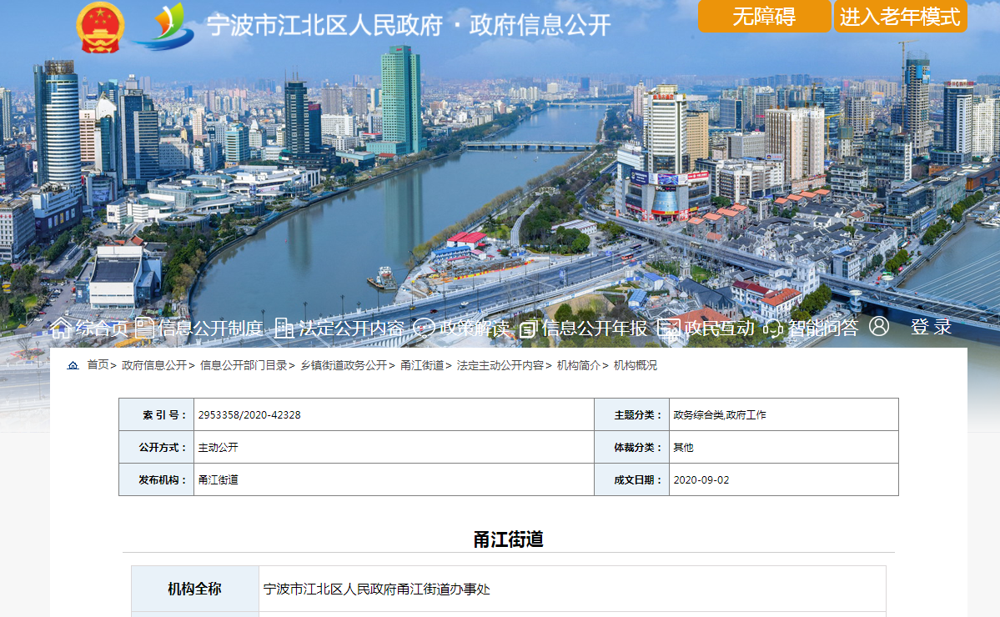 宁波市江北区人民政府 · 政府信息公开
无障碍 进入老年模式
综合页 信息公开制度 法定公开内容 政策解读 信息公开年报 政民互动 智能问答 登 录
首页> 政府信息公开> 信息公开部门目录> 乡镇街道政务公开> 甬江街道> 法定主动公开内容> 机构简介> 机构概况
索 引 号： 2953358/2020-42328 主题分类： 政务综合类,政府工作
公开方式： 主动公开 体裁分类： 其他
发布机构： 甬江街道 成文日期： 2020-09-02
甬江街道
机构全称 宁波市江北区人民政府甬江街道办事处